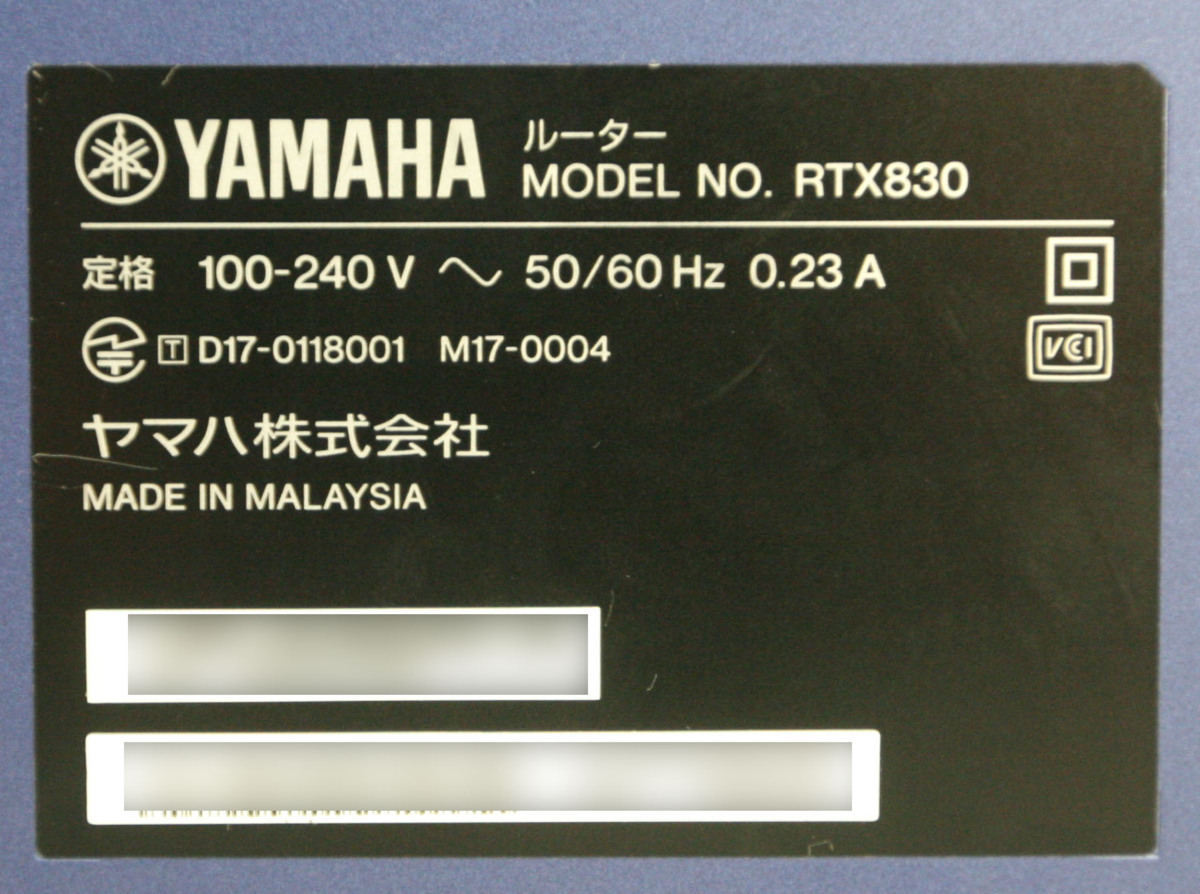 YAMAHA
ルーター
MODEL NO. RTX830
定格 100-240 V ～ 50/60 Hz 0.23 A
T D17-0118001 M17-0004
VCCI
ヤマハ株式会社
MADE IN MALAYSIA